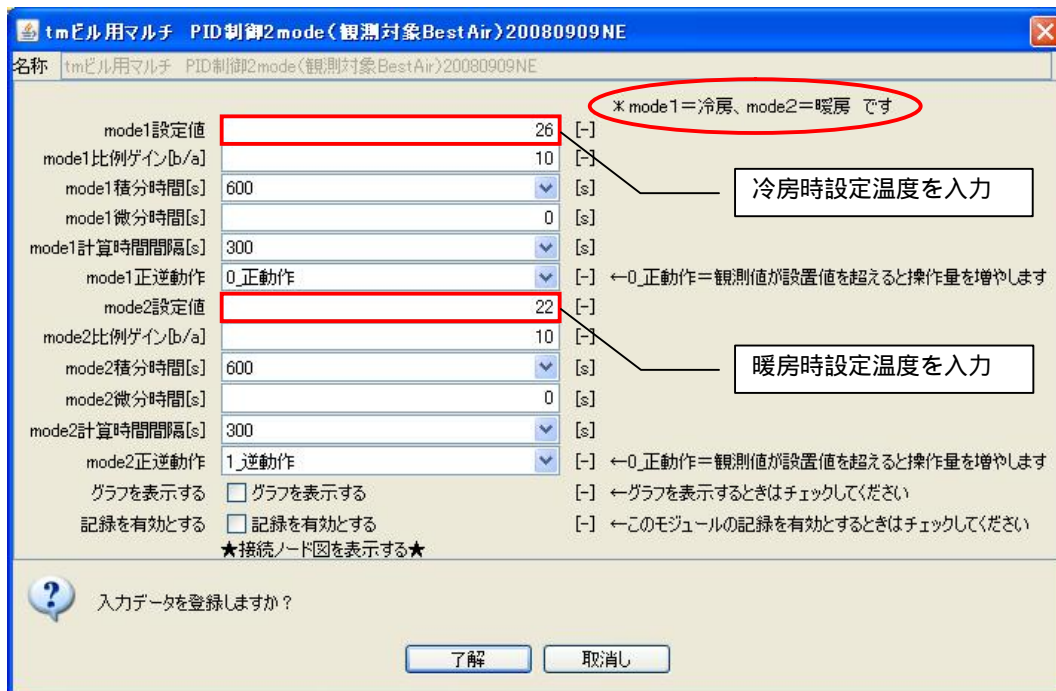 tmビル用マルチ PID制御2mode(観測対象BestAir)20080909NE
名称 tmビル用マルチ PID制御2mode(観測対象BestAir)20080909NE
*mode1=冷房、mode2=暖房 です
mode1設定値 26 [-]
mode1比例ゲイン[b/a] 10 [-]
冷房時設定温度を入力
mode1積分時間[s] 600 [s]
mode1微分時間[s] 0 [s]
mode1計算時間間隔[s] 300 [s]
mode1正逆動作 0_正動作 [-] ←0_正動作=観測値が設置値を超えると操作量を増やします
mode2設定値 22 [-]
mode2比例ゲイン[b/a] 10 [-]
暖房時設定温度を入力
mode2積分時間[s] 600 [s]
mode2微分時間[s] 0 [s]
mode2計算時間間隔[s] 300 [s]
mode2正逆動作 1_逆動作 [-] ←0_正動作=観測値が設置値を超えると操作量を増やします
グラフを表示する グラフを表示する [-] ←グラフを表示するときはチェックしてください
記録を有効とする 記録を有効とする [-] ←このモジュールの記録を有効とするときはチェックしてください
★接続ノード図を表示する★
入力データを登録しますか?
了解 取消し